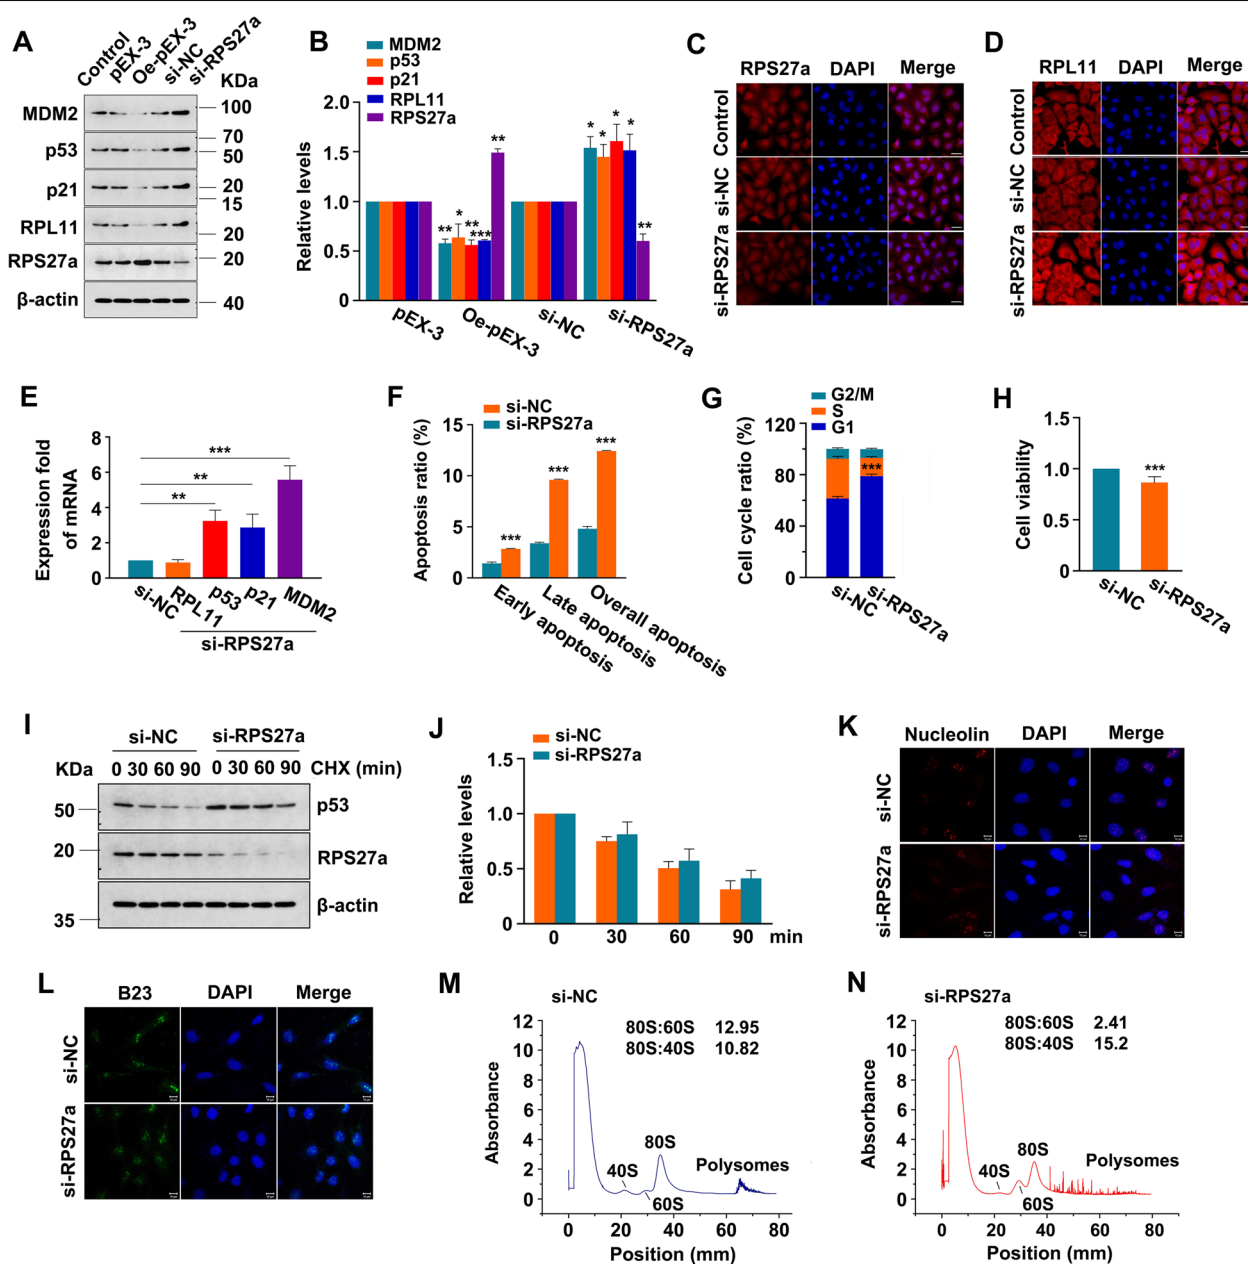 A
Control
pEX-3
Oe-pEX-3
si-NC
si-RPS27a
KDa
MDM2
100
70
p53
50
p21
20
15
RPL11
20
RPS27a
20
β-actin
40
B
MDM2
p53
p21
RPL11
RPS27a
Relative levels
2.0
1.5
1.0
0.5
0
** * ** *** **
* * * * **
pEX-3
Oe-pEX-3
si-NC
si-RPS27a
C
RPS27a DAPI Merge
Control
si-NC
si-RPS27a
D
RPL11 DAPI Merge
Control
si-NC
si-RPS27a
E
Expression fold
of mRNA
8
6
4
2
0
***
**
**
si-NC
RPL11
p53
p21
MDM2
si-RPS27a
F
si-NC
si-RPS27a
Apoptosis ratio (%)
15
10
5
0
*** *** ***
Early apoptosis
Late apoptosis
Overall apoptosis
G
G2/M
S
G1
Cell cycle ratio (%)
120
80
40
0
***
si-NC
si-RPS27a
H
Cell viability
1.5
1.0
0.5
0
***
si-NC
si-RPS27a
I
si-NC si-RPS27a
KDa 0 30 60 90 0 30 60 90 CHX (min)
50 p53
20 RPS27a
β-actin
35
J
si-NC
si-RPS27a
Relative levels
1.5
1.0
0.5
0
0 30 60 90 min
K
Nucleolin DAPI Merge
si-NC
si-RPS27a
L
B23 DAPI Merge
si-NC
si-RPS27a
M
si-NC
80S:60S 12.95
80S:40S 10.82
Absorbance
12
10
8
6
4
2
0
80S
40S
60S
Polysomes
0 20 40 60 80
Position (mm)
N
si-RPS27a
80S:60S 2.41
80S:40S 15.2
Absorbance
12
10
8
6
4
2
0
80S
40S
60S
Polysomes
0 20 40 60 80
Position (mm)